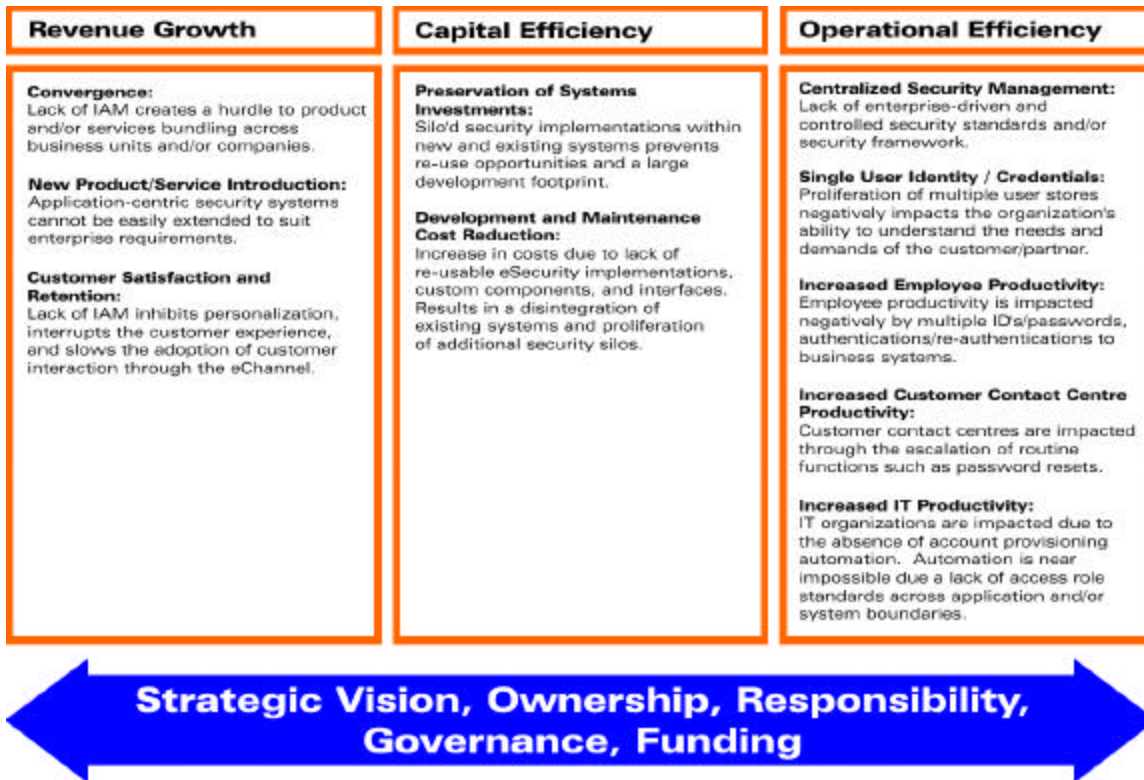 Revenue Growth
Convergence:
Lack of IAM creates a hurdle to product
and/or services bundling across
business units and/or companies.
New Product/Service Introduction:
Application-centric security systems
cannot be easily extended to suit
enterprise requirements.
Customer Satisfaction and
Retention:
Lack of IAM inhibits personalization,
interrupts the customer experience,
and slows the adoption of customer
interaction through the eChannel.
Capital Efficiency
Preservation of Systems
Investments:
Silo'd security implementations within
new and existing systems prevents
re-use opportunities and a large
development footprint.
Development and Maintenance
Cost Reduction:
Increase in costs due to lack of
re-usable eSecurity implementations,
custom components, and interfaces.
Results in a disintegration of
existing systems and proliferation
of additional security silos.
Operational Efficiency
Centralized Security Management:
Lack of enterprise-driven and
controlled security standards and/or
security framework.
Single User Identity / Credentials:
Proliferation of multiple user stores
negatively impacts the organization's
ability to understand the needs and
demands of the customer/partner.
Increased Employee Productivity:
Employee productivity is impacted
negatively by multiple ID's/passwords,
authentications/re-authentications to
business systems.
Increased Customer Contact Centre
Productivity:
Customer contact centres are impacted
through the escalation of routine
functions such as password resets.
Increased IT Productivity:
IT organizations are impacted due to
the absence of account provisioning
automation. Automation is near
impossible due a lack of access role
standards across application and/or
system boundaries.
Strategic Vision, Ownership, Responsibility,
Governance, Funding